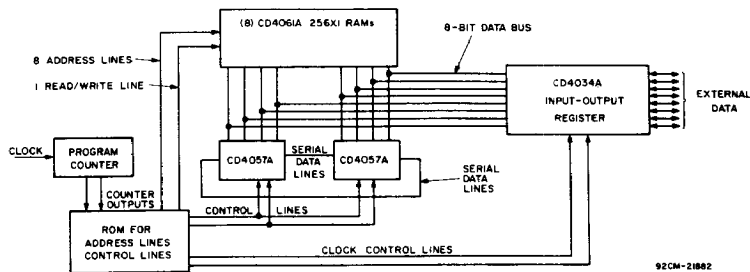 (8) CD4061A 256X1 RAMs
8-BIT DATA BUS
8 ADDRESS LINES
1 READ/WRITE LINE
CD4034A
INPUT-OUTPUT
REGISTER
EXTERNAL
DATA
CLOCK
PROGRAM
COUNTER
CD4057A
SERIAL
DATA
LINES
CD4057A
SERIAL
DATA
LINES
COUNTER
OUTPUTS
CONTROL LINES
ROM FOR
ADDRESS LINES
CONTROL LINES
CLOCK CONTROL LINES
92CM-21882